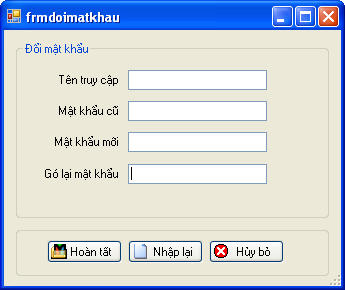 frmdoimatkhau
Đổi mật khẩu
Tên truy cập
Mật khẩu cũ
Mật khẩu mới
Gó lại mật khẩu
Hoàn tất
Nhập lại
Hủy bỏ